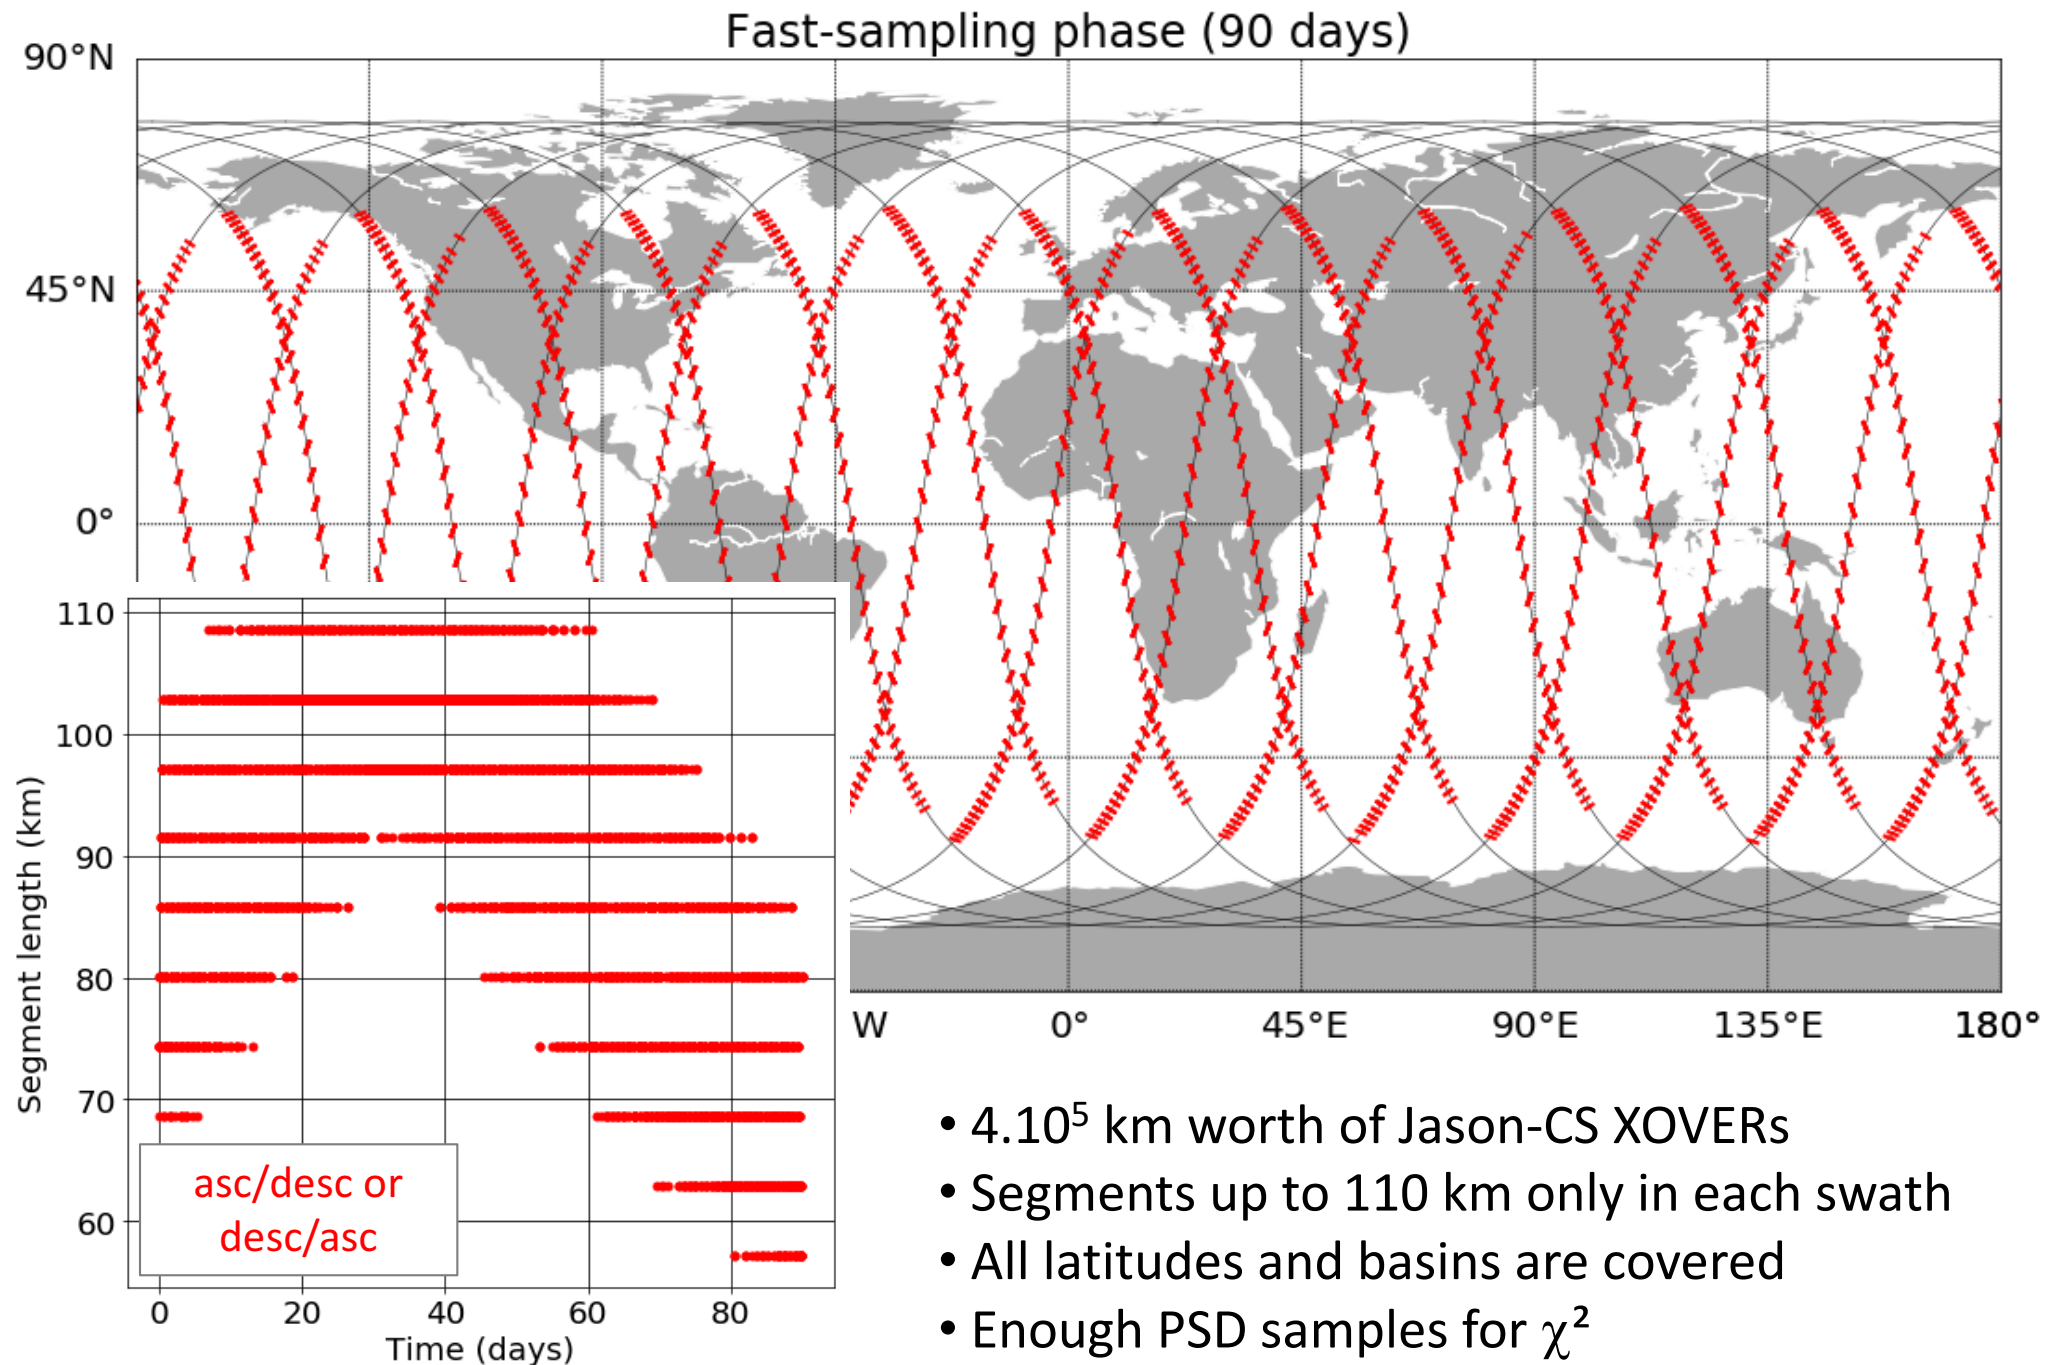 Fast-sampling phase (90 days)
90°N
45°N
0°
W 0° 45°E 90°E 135°E 180°
110
100
90
80
70
60
Segment length (km)
asc/desc or
desc/asc
0 20 40 60 80
Time (days)
• 4.10⁵ km worth of Jason-CS XOVERs
• Segments up to 110 km only in each swath
• All latitudes and basins are covered
• Enough PSD samples for χ²